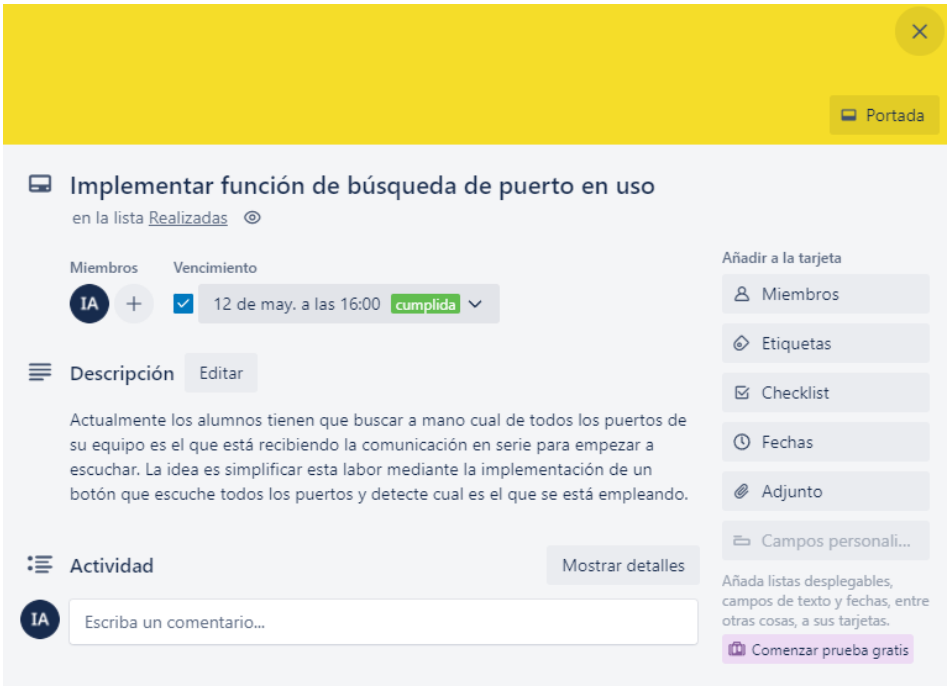 Portada
Implementar función de búsqueda de puerto en uso
en la lista Realizadas
Miembros
Vencimiento
IA
12 de may. a las 16:00 cumplida
Descripción
Editar
Actualmente los alumnos tienen que buscar a mano cual de todos los puertos de
su equipo es el que está recibiendo la comunicación en serie para empezar a
escuchar. La idea es simplificar esta labor mediante la implementación de un
botón que escuche todos los puertos y detecte cual es el que se está empleando.
Actividad
Mostrar detalles
IA
Escriba un comentario...
Añadir a la tarjeta
Miembros
Etiquetas
Checklist
Fechas
Adjunto
Campos personali...
Añada listas desplegables,
campos de texto y fechas, entre
otras cosas, a sus tarjetas.
Comenzar prueba gratis